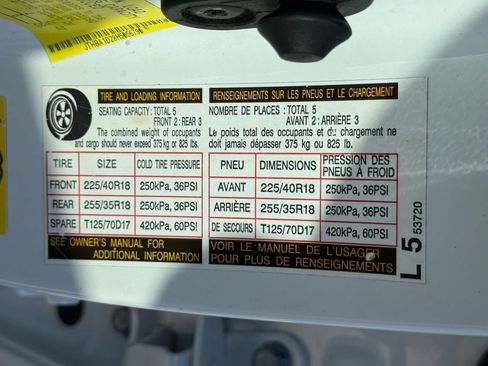 TIRE AND LOADING INFORMATION
SEATING CAPACITY: TOTAL 5
FRONT 2: REAR 3
The combined weight of occupants
and cargo should never exceed 375 kg or 825 lbs.
TIRE SIZE COLD TIRE PRESSURE
FRONT 225/40R18 250kPa, 36PSI
REAR 255/35R18 250kPa, 36PSI
SPARE T125/70D17 420kPa, 60PSI
SEE OWNER'S MANUAL FOR
ADDITIONAL INFORMATION
RENSEIGNEMENTS SUR LES PNEUS ET LE CHARGEMENT
NOMBRE DE PLACES: TOTAL 5
AVANT 2: ARRIÈRE 3
Le poids total des occupants et du chargement ne
doit jamais dépasser 375 kg ou 825 lb.
PNEU DIMENSIONS PRESSION DES PNEUS À FROID
AVANT 225/40R18 250kPa, 36PSI
ARRIÈRE 255/35R18 250kPa, 36PSI
DE SECOURS T125/70D17 420kPa, 60PSI
VOIR LE MANUEL DE L'USAGER
POUR PLUS DE RENSEIGNEMENTS
L 5 53720